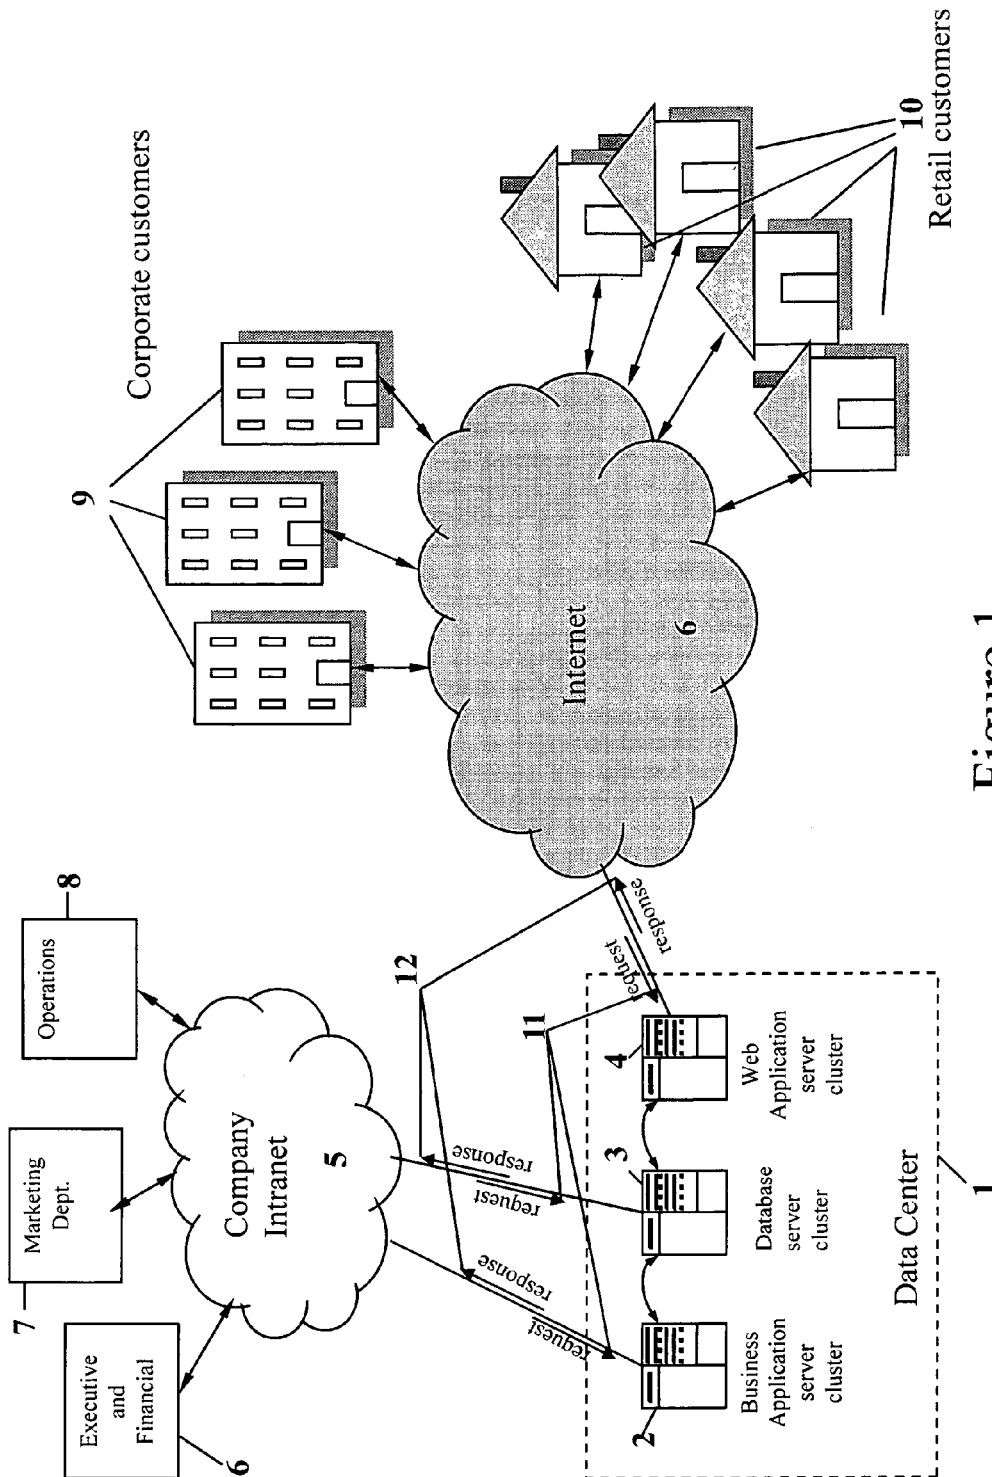 6
Executive
and
Financial
7
Marketing
Dept.
Operations
8
Company
Intranet
5
9
Corporate customers
12
11
request
response
request
response
request
response
Internet
6
2
3
4
Business
Application
server
cluster
Database
server
cluster
Web
Application
server
cluster
Data Center
1
10
Retail customers
Figure 1